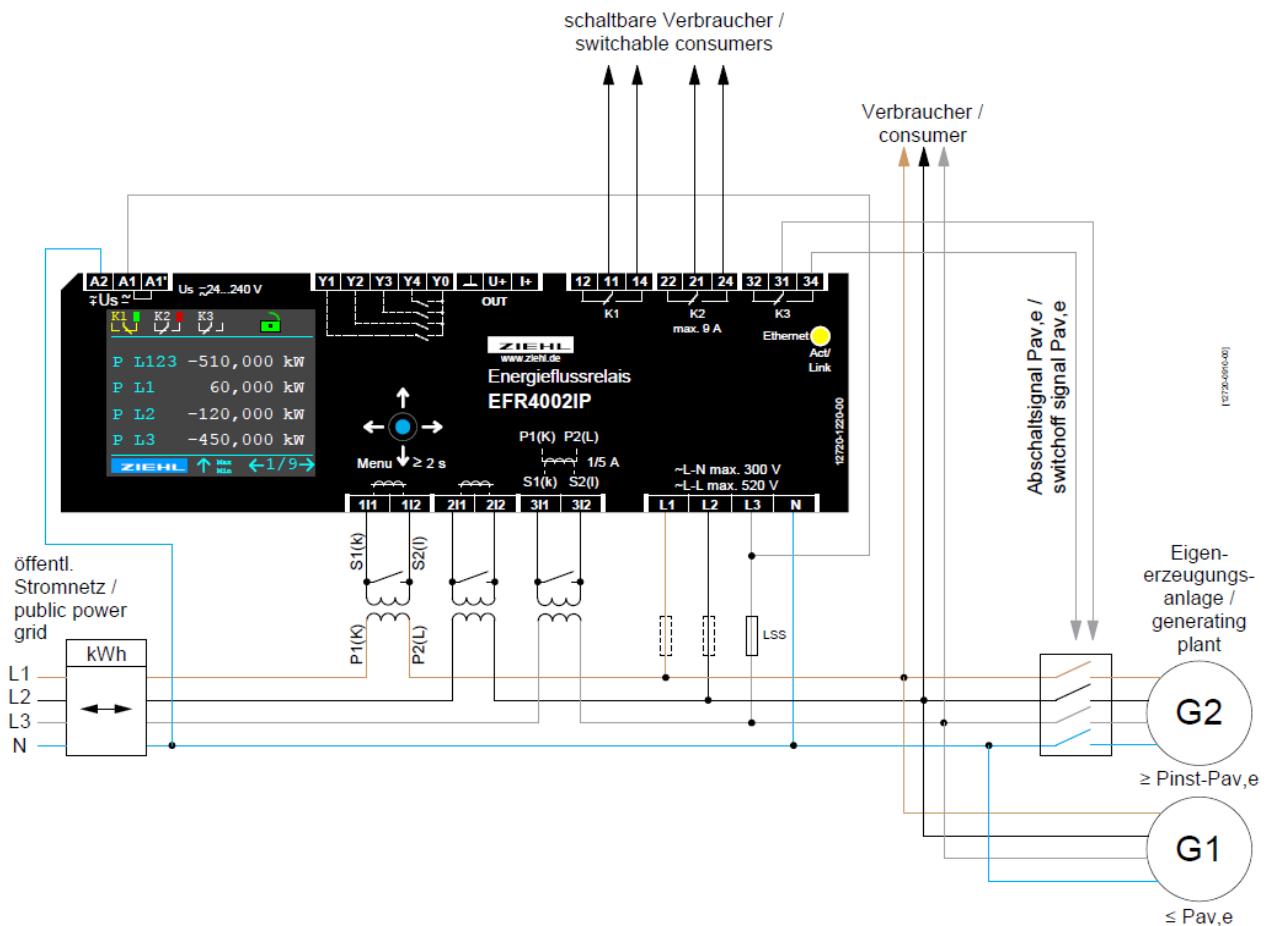 schaltbare Verbraucher /
switchable consumers
Verbraucher /
consumer
A2 A1 A1'
Us 24...240 V
Us
Y1 Y2 Y3 Y4 Y0 ⊥ U+ I+
OUT
12 11 14 22 21 24 32 31 34
K1 K2 K3
max. 9 A
Ethernet
Act/
Link
K1 K2 K3
P L123 -510,000 kW
P L1 60,000 kW
P L2 -120,000 kW
P L3 -450,000 kW
ZIEHL ↑ Max Min ←1/9→
ZIEHL
www.ziehl.de
Energieflussrelais
EFR4002IP
Menu ≥ 2 s
P1(K) P2(L)
1/5 A
S1(k) S2(l)
~L-N max. 300 V
~L-L max. 520 V
12720-1220-00
1I1 1I2 2I1 2I2 3I1 3I2 L1 L2 L3 N
Abschaltsignal Pav,e /
switchoff signal Pav,e
[12720-0910-00]
S1(k) S2(l)
P1(K) P2(L)
LSS
öffentl.
Stromnetz /
public power
grid
kWh
L1
L2
L3
N
Eigen-
erzeugungs-
anlage /
generating
plant
G2
≥ Pinst-Pav,e
G1
≤ Pav,e